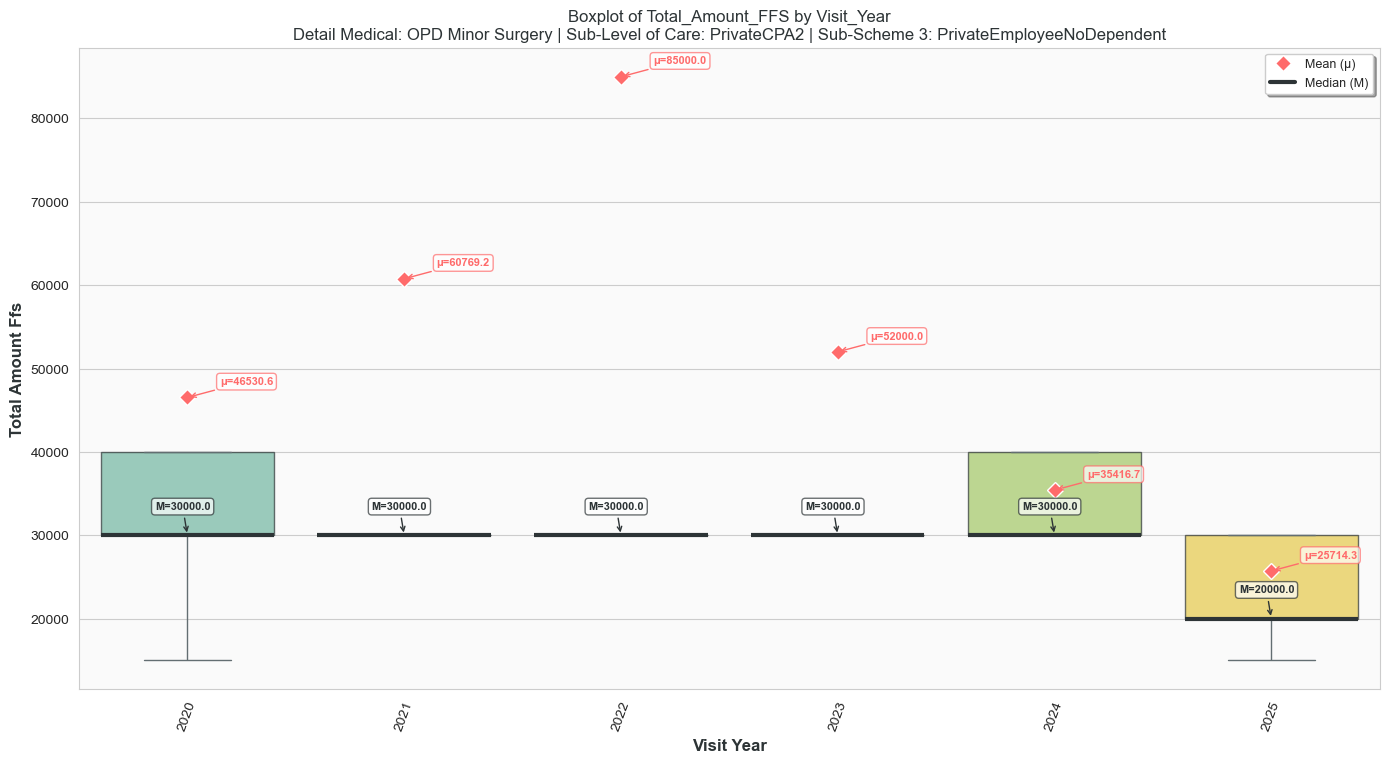 Boxplot of Total_Amount_FFS by Visit_Year
Detail Medical: OPD Minor Surgery | Sub-Level of Care: PrivateCPA2 | Sub-Scheme 3: PrivateEmployeeNoDependent
Mean (μ)
Median (M)
Total Amount Ffs
80000
70000
60000
50000
40000
30000
20000
μ=46530.6
μ=60769.2
μ=85000.0
μ=52000.0
μ=35416.7
μ=25714.3
M=30000.0
M=30000.0
M=30000.0
M=30000.0
M=30000.0
M=20000.0
2020
2021
2022
2023
2024
2025
Visit Year